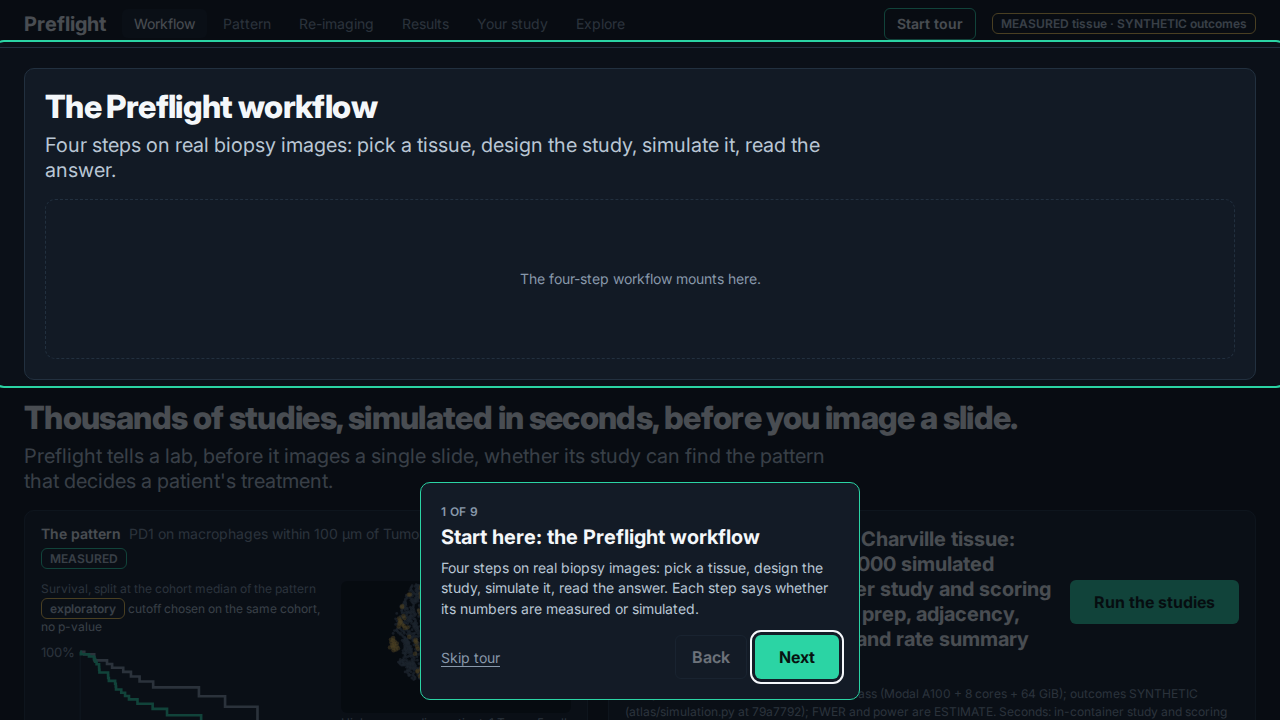 Preflight Workflow Pattern Re-imaging Results Your study Explore Start tour MEASURED tissue · SYNTHETIC outcomes
The Preflight workflow
Four steps on real biopsy images: pick a tissue, design the study, simulate it, read the
answer.
The four-step workflow mounts here.
Thousands of studies, simulated in seconds, before you image a slide.
Preflight tells a lab, before it images a single slide, whether its study can find the pattern
that decides a patient's treatment.
The pattern PD1 on macrophages within 100 µm of Tumo
MEASURED
Survival, split at the cohort median of the pattern
exploratory cutoff chosen on the same cohort,
no p-value
100%
1 OF 9
Start here: the Preflight workflow
Four steps on real biopsy images: pick a tissue, design the
study, simulate it, read the answer. Each step says whether
its numbers are measured or simulated.
Skip tour Back Next
Charville tissue:
000 simulated
er study and scoring
prep, adjacency,
and rate summary
Run the studies
ass (Modal A100 + 8 cores + 64 GiB); outcomes SYNTHETIC
(atlas/simulation.py at 79a7792); FWER and power are ESTIMATE. Seconds: in-container study and scoring